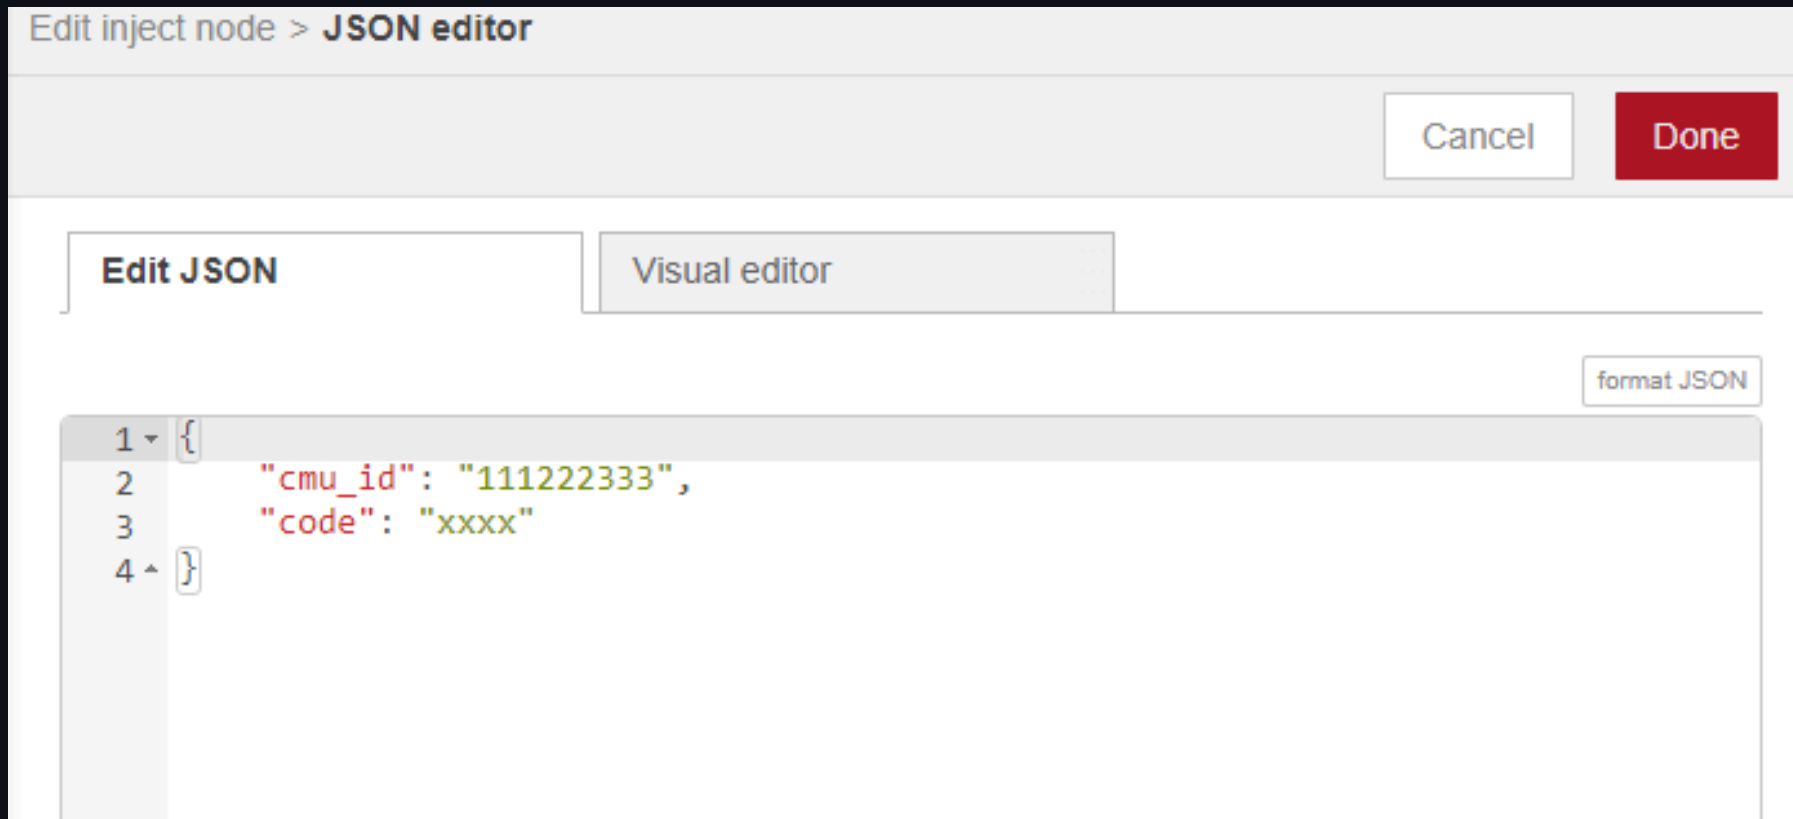 Edit inject node > JSON editor
Cancel Done
Edit JSON Visual editor
format JSON
1 {
2 "cmu_id": "111222333",
3 "code": "xxxx"
4 }